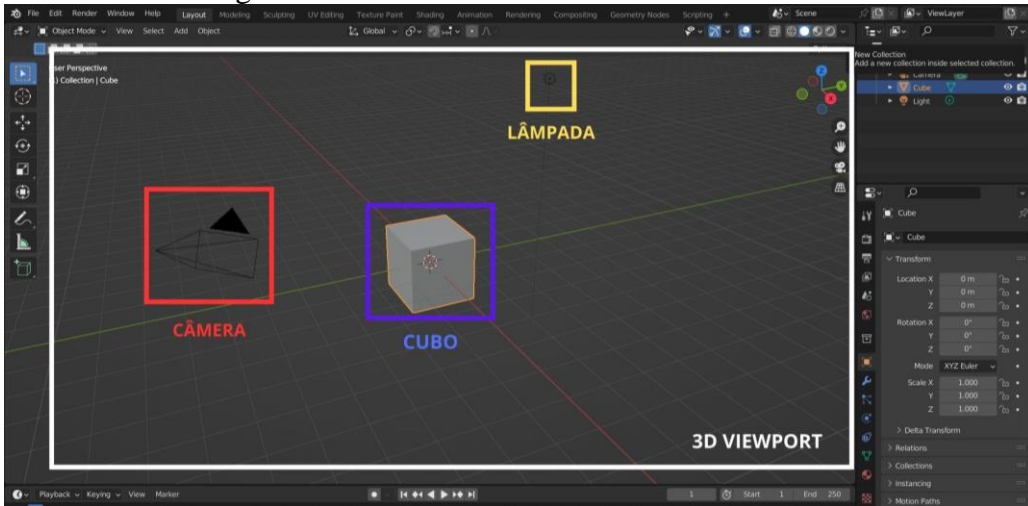 File Edit Render Window Help Layout Modeling Sculpting UV Editing Texture Paint Shading Animation Rendering Compositing Geometry Nodes Scripting + Scene ViewLayer
Object Mode View Select Add Object Global
User Perspective
(1) Collection | Cube
New Collection
Add a new collection inside selected collection.
Camera
Cube
Light
X
Y
Z
LÂMPADA
CÂMERA
CUBO
3D VIEWPORT
Cube
Cube
Transform
Location X 0 m
Y 0 m
Z 0 m
Rotation X 0°
Y 0°
Z 0°
Mode XYZ Euler
Scale X 1.000
Y 1.000
Z 1.000
Delta Transform
Relations
Collections
Instancing
Motion Paths
Playback Keying View Marker 1 Start 1 End 250